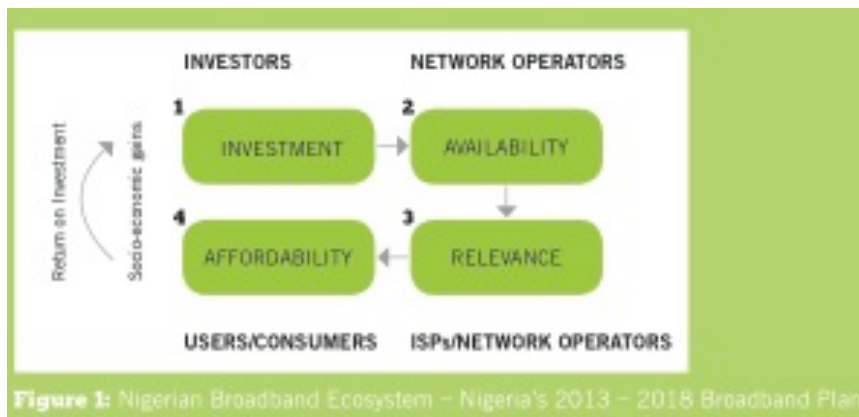 INVESTORS
NETWORK OPERATORS
1
INVESTMENT
2
AVAILABILITY
Return on Investment
Socio-economic gains
4
AFFORDABILITY
3
RELEVANCE
USERS/CONSUMERS
ISPs/NETWORK OPERATORS
Figure 1: Nigerian Broadband Ecosystem – Nigeria's 2013 – 2018 Broadband Plan